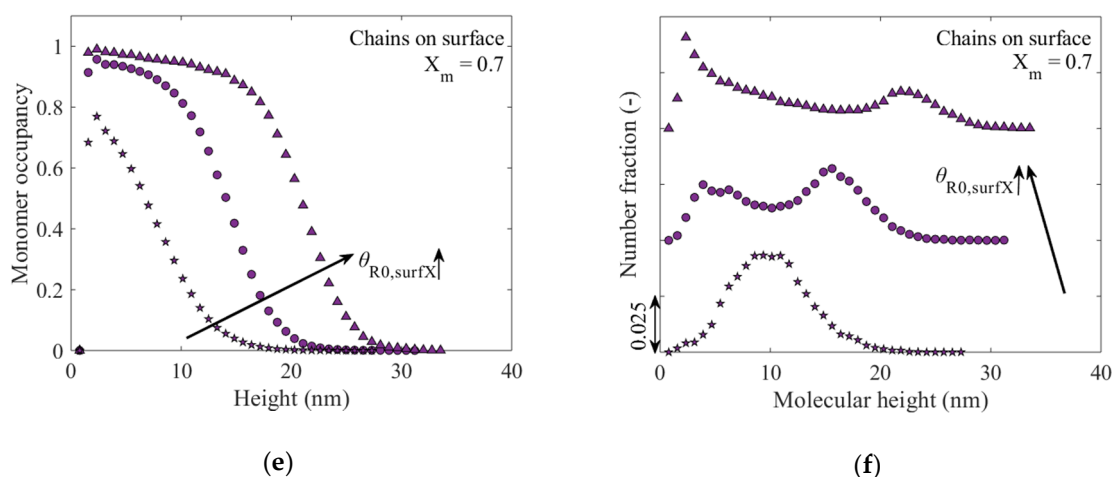 Chains on surface
X_m = 0.7
Monomer occupancy
1
0.8
0.6
0.4
0.2
0
θ_R0,surfX
0 10 20 30 40
Height (nm)
(e)
Chains on surface
X_m = 0.7
Number fraction (-)
θ_R0,surfX
0.025
0 10 20 30 40
Molecular height (nm)
(f)